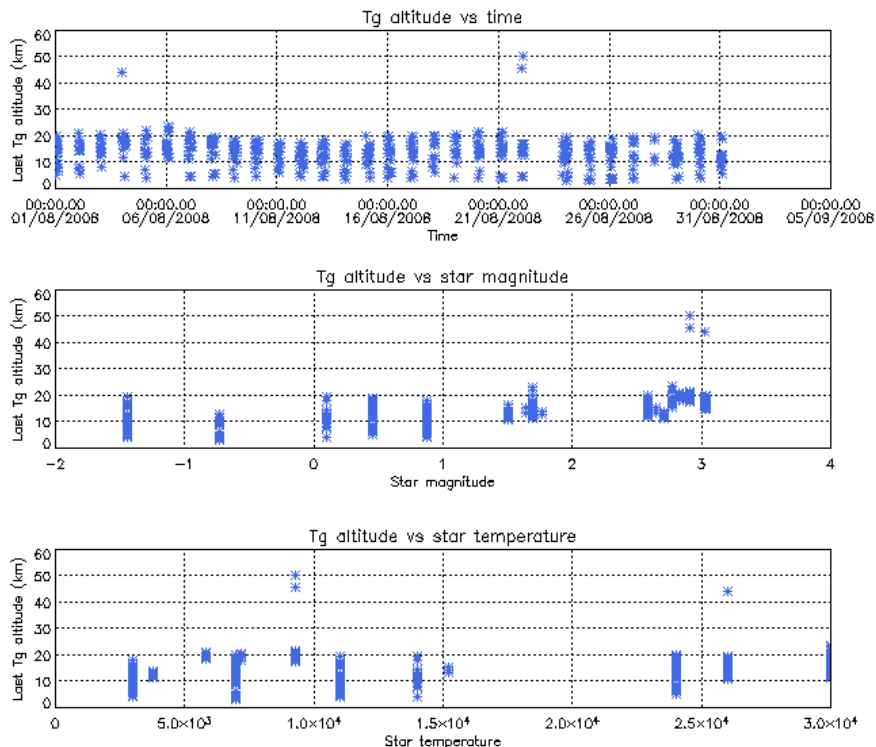 Tg altitude vs time
Last Tg altitude (km)
60
50
40
30
20
10
0
00:00.00 00:00.00 00:00.00 00:00.00 00:00.00 00:00.00 00:00.00 00:00.00
01/08/2008 06/08/2008 11/08/2008 16/08/2008 21/08/2008 26/08/2008 31/08/2008 05/09/2008
Time
Tg altitude vs star magnitude
Last Tg altitude (km)
60
50
40
30
20
10
0
-2 -1 0 1 2 3 4
Star magnitude
Tg altitude vs star temperature
Last Tg altitude (km)
60
50
40
30
20
10
0
0 5.0×10³ 1.0×10⁴ 1.5×10⁴ 2.0×10⁴ 2.5×10⁴ 3.0×10⁴
Star temperature